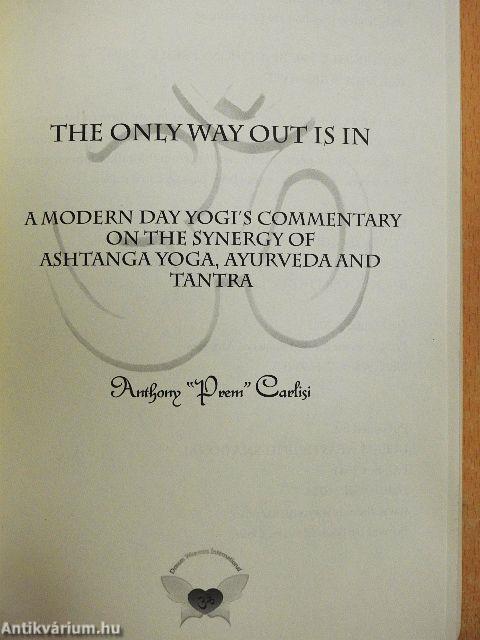 THE ONLY WAY OUT IS IN
A MODERN DAY YOGI'S COMMENTARY
ON THE SYNERGY OF
ASHTANGA YOGA, AYURVEDA AND
TANTRA
Anthony "Prem" Carlisi
International
ॐ
Antikvárium.hu